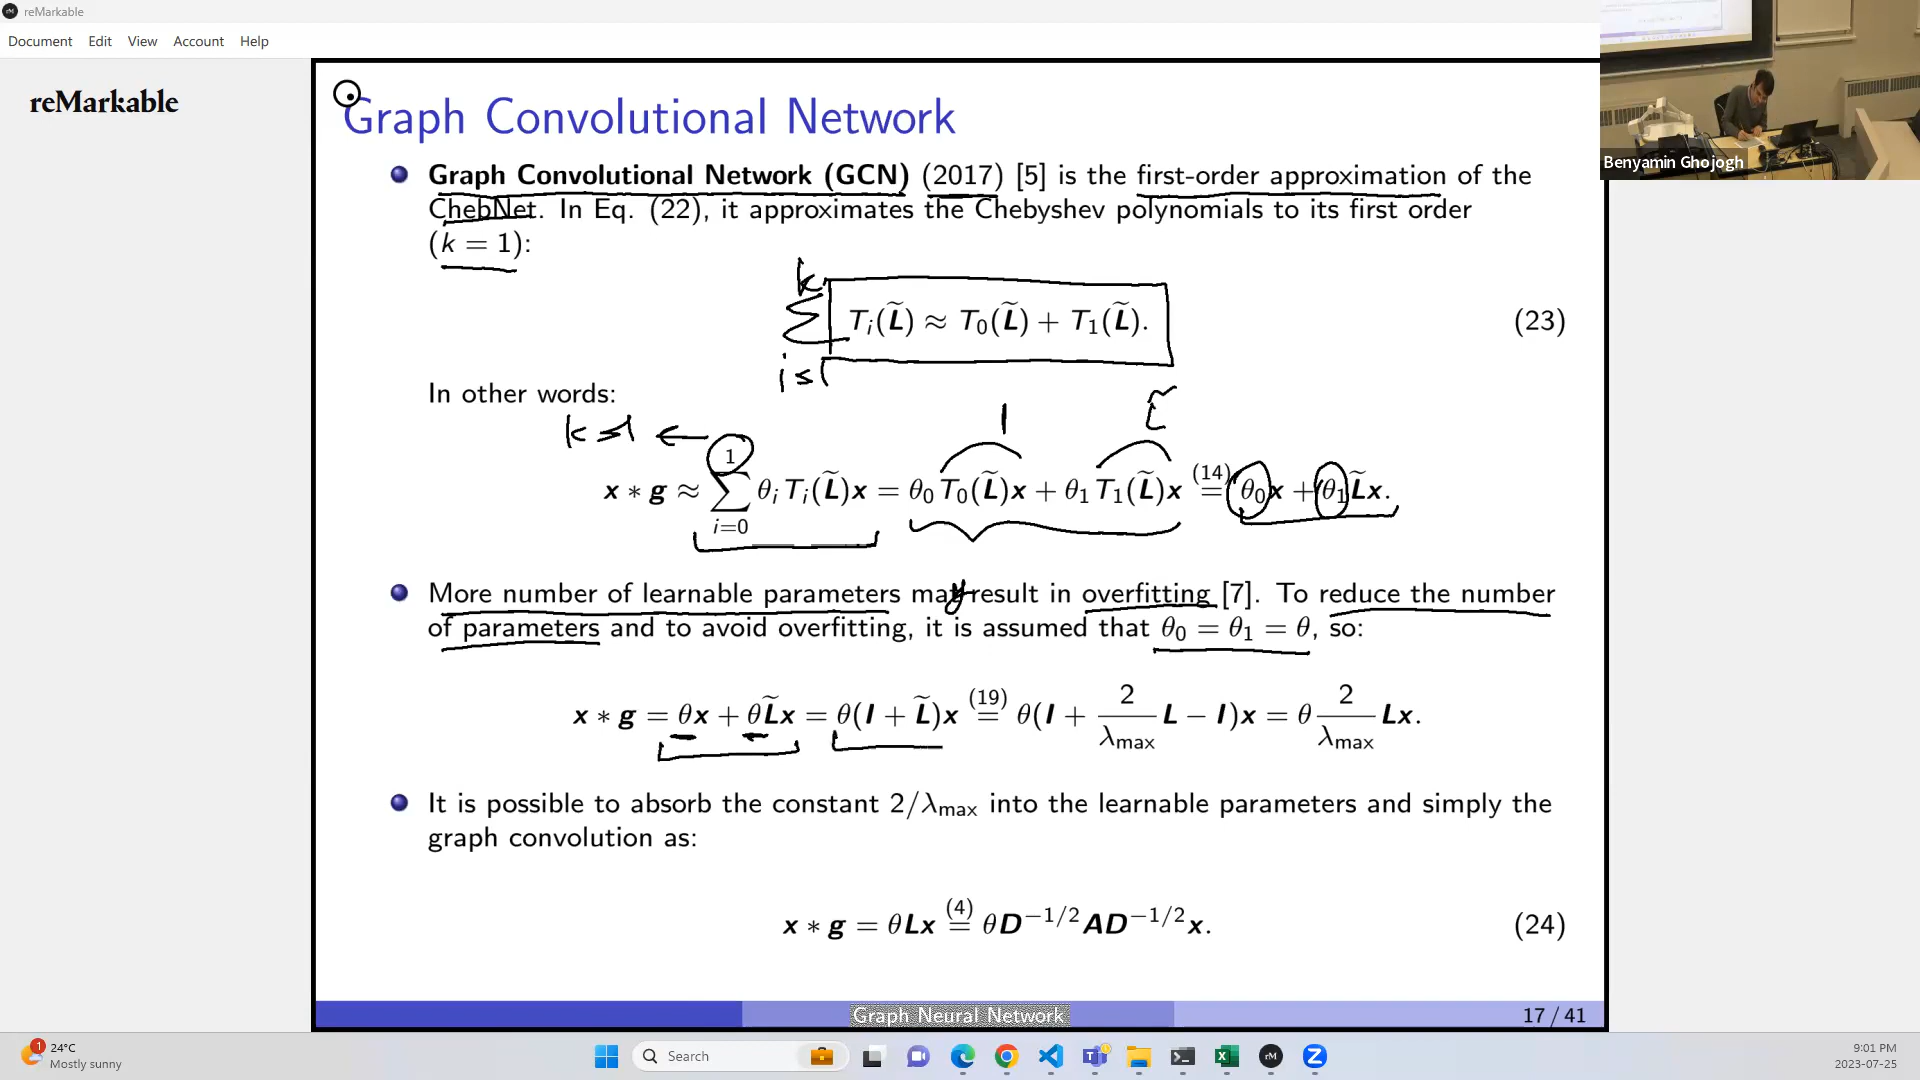 reMarkable
Document Edit View Account Help
reMarkable
Benyamin Ghojogh
Graph Convolutional Network
Graph Convolutional Network (GCN) (2017) [5] is the first-order approximation of the
ChebNet. In Eq. (22), it approximates the Chebyshev polynomials to its first order
(k = 1):
k
∑ T_i(L̃) ≈ T_0(L̃) + T_1(L̃). (23)
i=1
In other words:
k=1 ← 1 I L̃
x ∗ g ≈ ∑_{i=0}^{1} θ_i T_i(L̃)x = θ_0 T_0(L̃)x + θ_1 T_1(L̃)x (14)= θ_0 x + θ_1 L̃x.
More number of learnable parameters may result in overfitting [7]. To reduce the number
of parameters and to avoid overfitting, it is assumed that θ_0 = θ_1 = θ, so:
x ∗ g = θx + θL̃x = θ(I + L̃)x (19)= θ(I + 2/λ_max L − I)x = θ 2/λ_max Lx.
It is possible to absorb the constant 2/λ_max into the learnable parameters and simply the
graph convolution as:
x ∗ g = θLx (4)= θD^{−1/2}AD^{−1/2}x. (24)
Graph Neural Network 17 / 41
1
24°C
Mostly sunny
Search
9:01 PM
2023-07-25